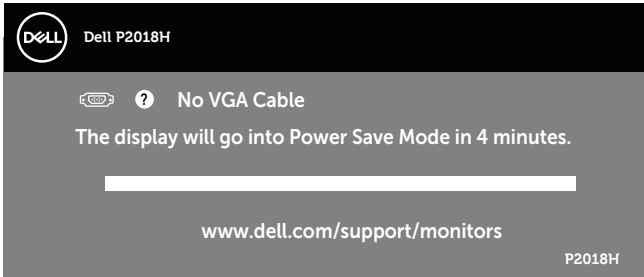 DELL
Dell P2018H
? No VGA Cable
The display will go into Power Save Mode in 4 minutes.
www.dell.com/support/monitors
P2018H